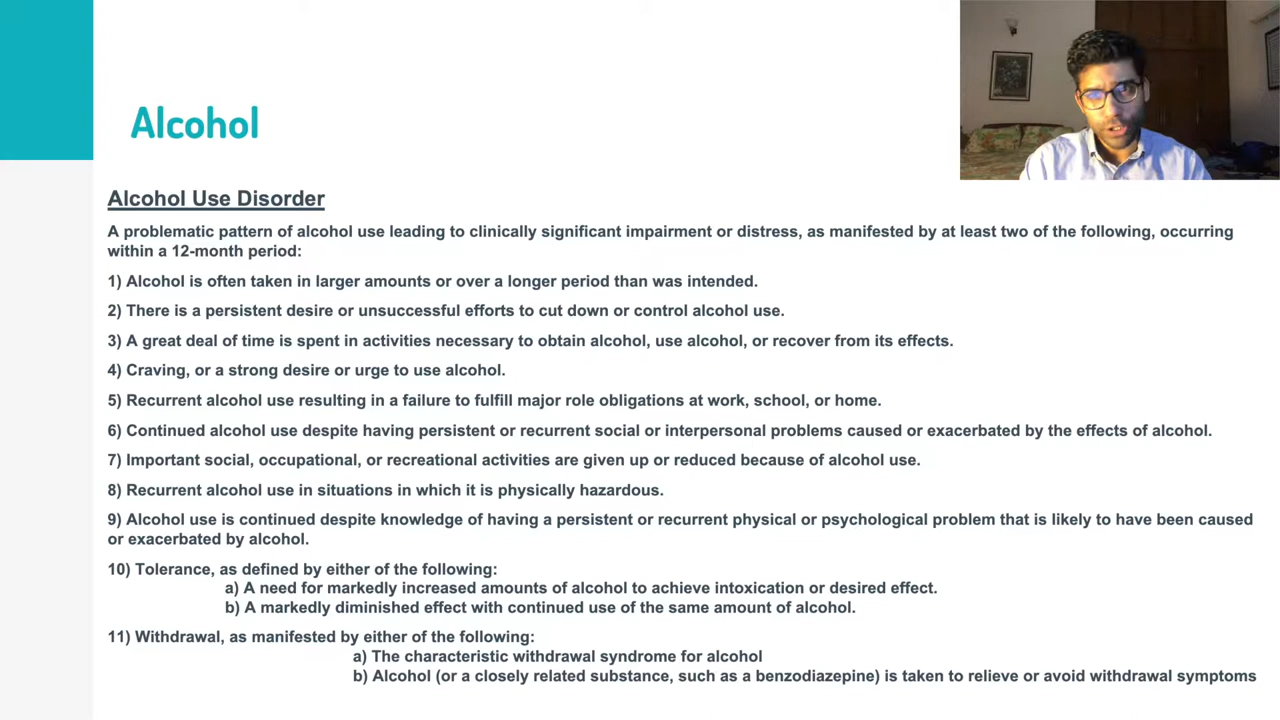 Alcohol
Alcohol Use Disorder
A problematic pattern of alcohol use leading to clinically significant impairment or distress, as manifested by at least two of the following, occurring
within a 12-month period:
1) Alcohol is often taken in larger amounts or over a longer period than was intended.
2) There is a persistent desire or unsuccessful efforts to cut down or control alcohol use.
3) A great deal of time is spent in activities necessary to obtain alcohol, use alcohol, or recover from its effects.
4) Craving, or a strong desire or urge to use alcohol.
5) Recurrent alcohol use resulting in a failure to fulfill major role obligations at work, school, or home.
6) Continued alcohol use despite having persistent or recurrent social or interpersonal problems caused or exacerbated by the effects of alcohol.
7) Important social, occupational, or recreational activities are given up or reduced because of alcohol use.
8) Recurrent alcohol use in situations in which it is physically hazardous.
9) Alcohol use is continued despite knowledge of having a persistent or recurrent physical or psychological problem that is likely to have been caused
or exacerbated by alcohol.
10) Tolerance, as defined by either of the following:
a) A need for markedly increased amounts of alcohol to achieve intoxication or desired effect.
b) A markedly diminished effect with continued use of the same amount of alcohol.
11) Withdrawal, as manifested by either of the following:
a) The characteristic withdrawal syndrome for alcohol
b) Alcohol (or a closely related substance, such as a benzodiazepine) is taken to relieve or avoid withdrawal symptoms